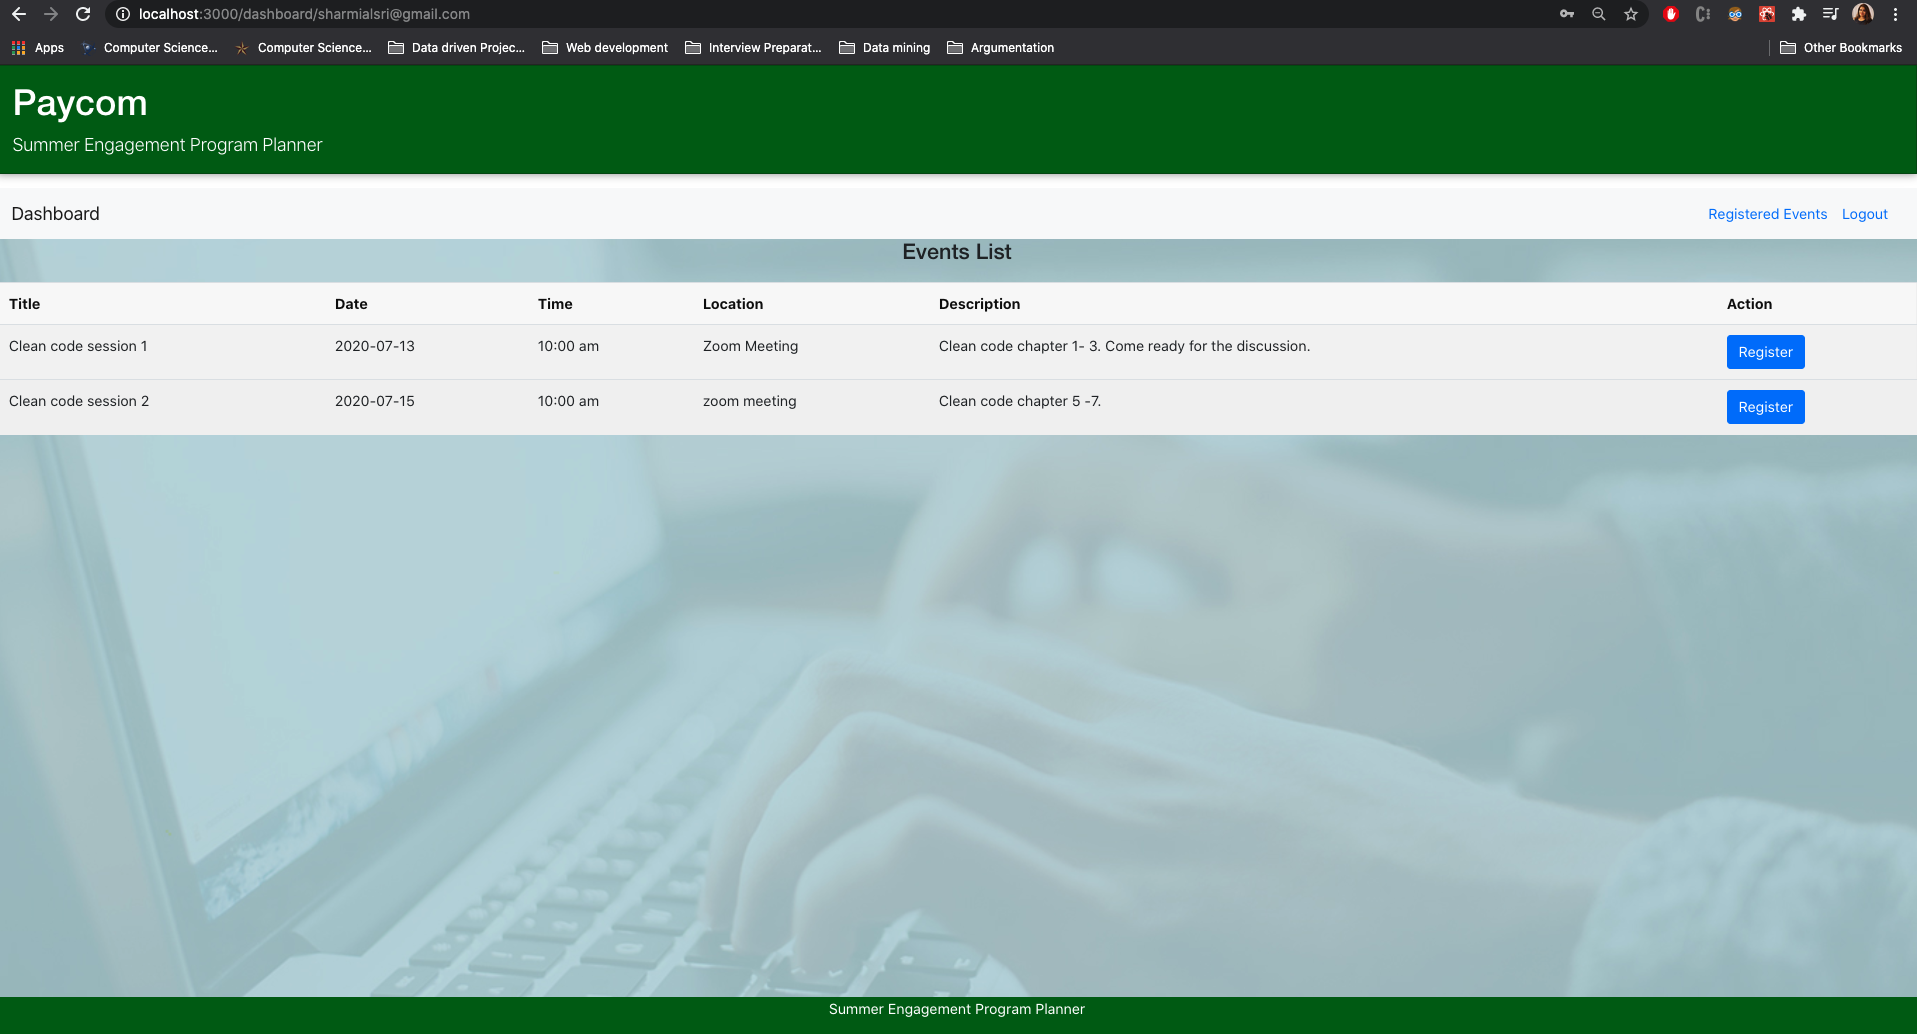 localhost:3000/dashboard/sharmialsri@gmail.com
Apps Computer Science... Computer Science... Data driven Projec... Web development Interview Preparat... Data mining Argumentation Other Bookmarks
Paycom
Summer Engagement Program Planner
Dashboard Registered Events Logout
Events List
Title Date Time Location Description Action
Clean code session 1 2020-07-13 10:00 am Zoom Meeting Clean code chapter 1- 3. Come ready for the discussion. Register
Clean code session 2 2020-07-15 10:00 am zoom meeting Clean code chapter 5 -7. Register
Summer Engagement Program Planner